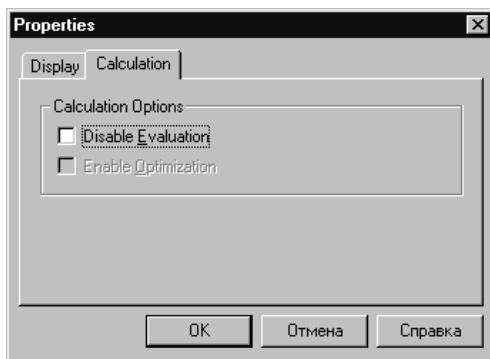 Properties
Display Calculation
Calculation Options
Disable Evaluation
Enable Optimization
OK Отмена Справка